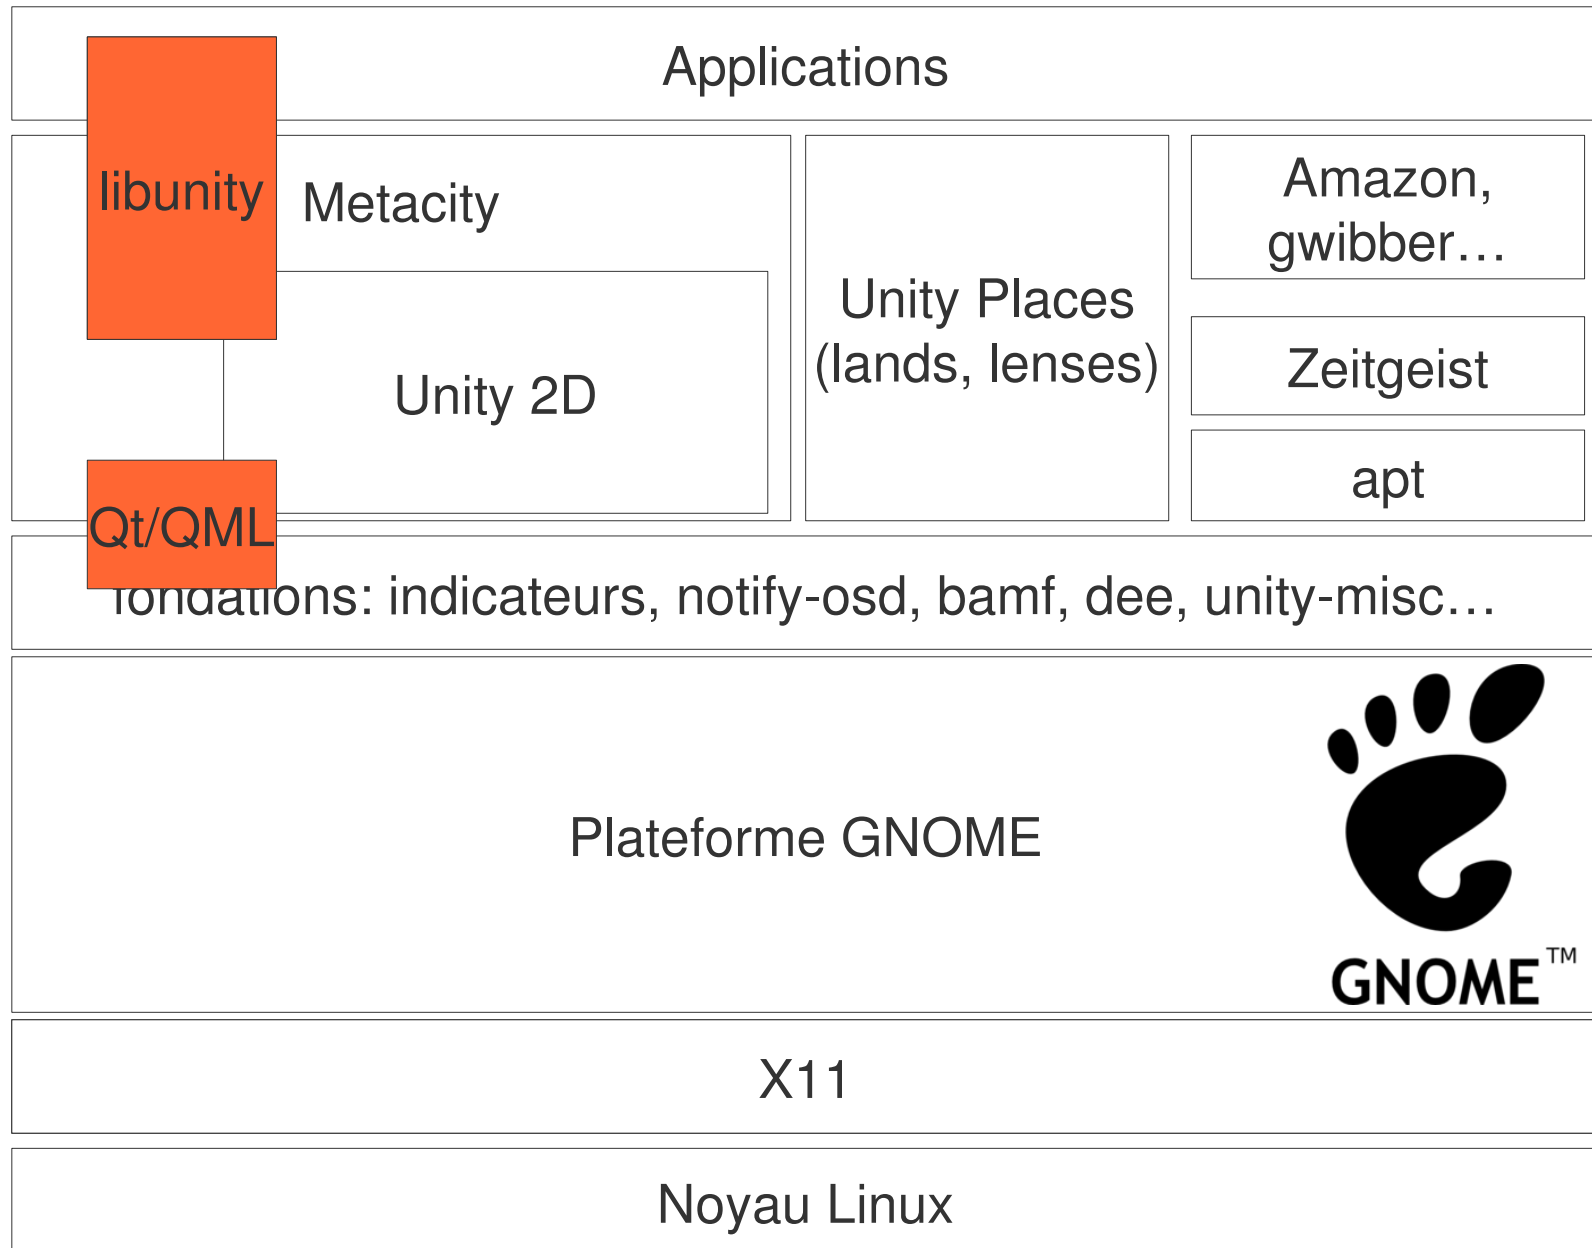 Applications
libunity
Metacity
Unity 2D
Qt/QML
Unity Places
(lands, lenses)
Amazon,
gwibber…
Zeitgeist
apt
fondations: indicateurs, notify-osd, bamf, dee, unity-misc…
Plateforme GNOME
GNOME™
X11
Noyau Linux